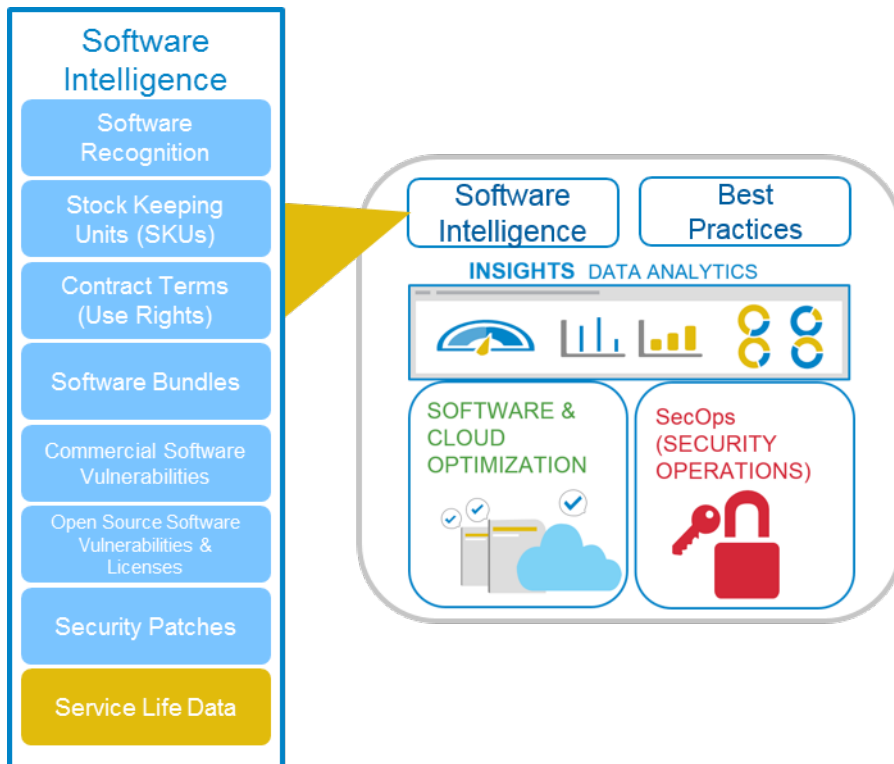 Software
Intelligence
Software
Recognition
Stock Keeping
Units (SKUs)
Contract Terms
(Use Rights)
Software Bundles
Commercial Software
Vulnerabilities
Open Source Software
Vulnerabilities &
Licenses
Security Patches
Service Life Data
Software
Intelligence
Best
Practices
INSIGHTS DATA ANALYTICS
SOFTWARE &
CLOUD
OPTIMIZATION
SecOps
(SECURITY
OPERATIONS)